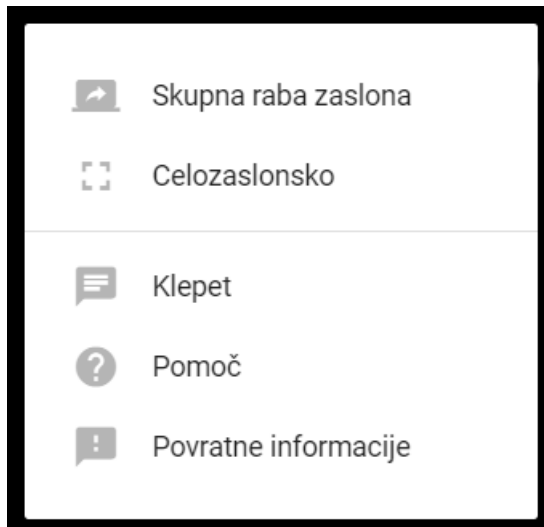 Skupna raba zaslona
Celozaslonsko
Klepet
Pomoč
Povratne informacije